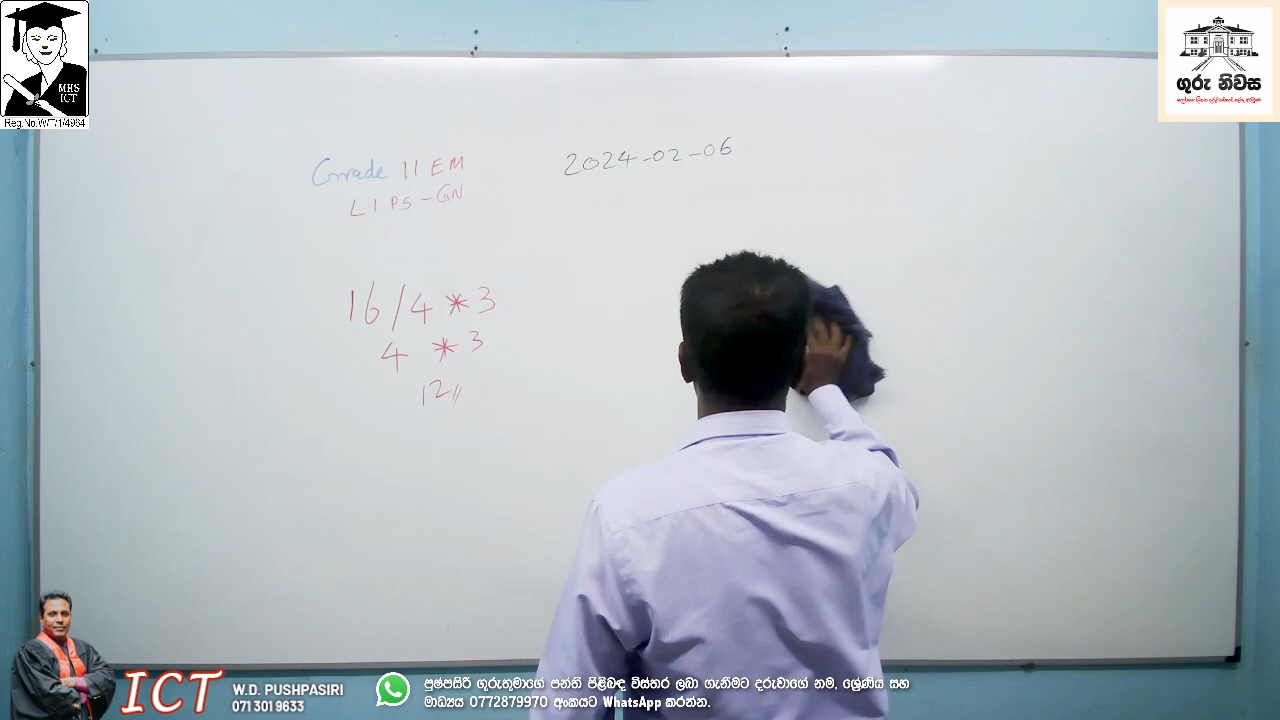 MHS
ICT
Reg.No.W/T/1/4964
ගුරු නිවස
Grade 11 EM
LIPS-GN
2024-02-06
16/4 * 3
4 * 3
12//
ICT
W.D. PUSHPASIRI
071 301 9633
පුෂ්පසිරි ගුරුතුමාගේ පන්ති පිළිබඳ විස්තර ලබා ගැනීමට දරුවාගේ නම, ශ්‍රේණිය සහ
මාධ්‍යය 0772879970 අංකයට WhatsApp කරන්න.